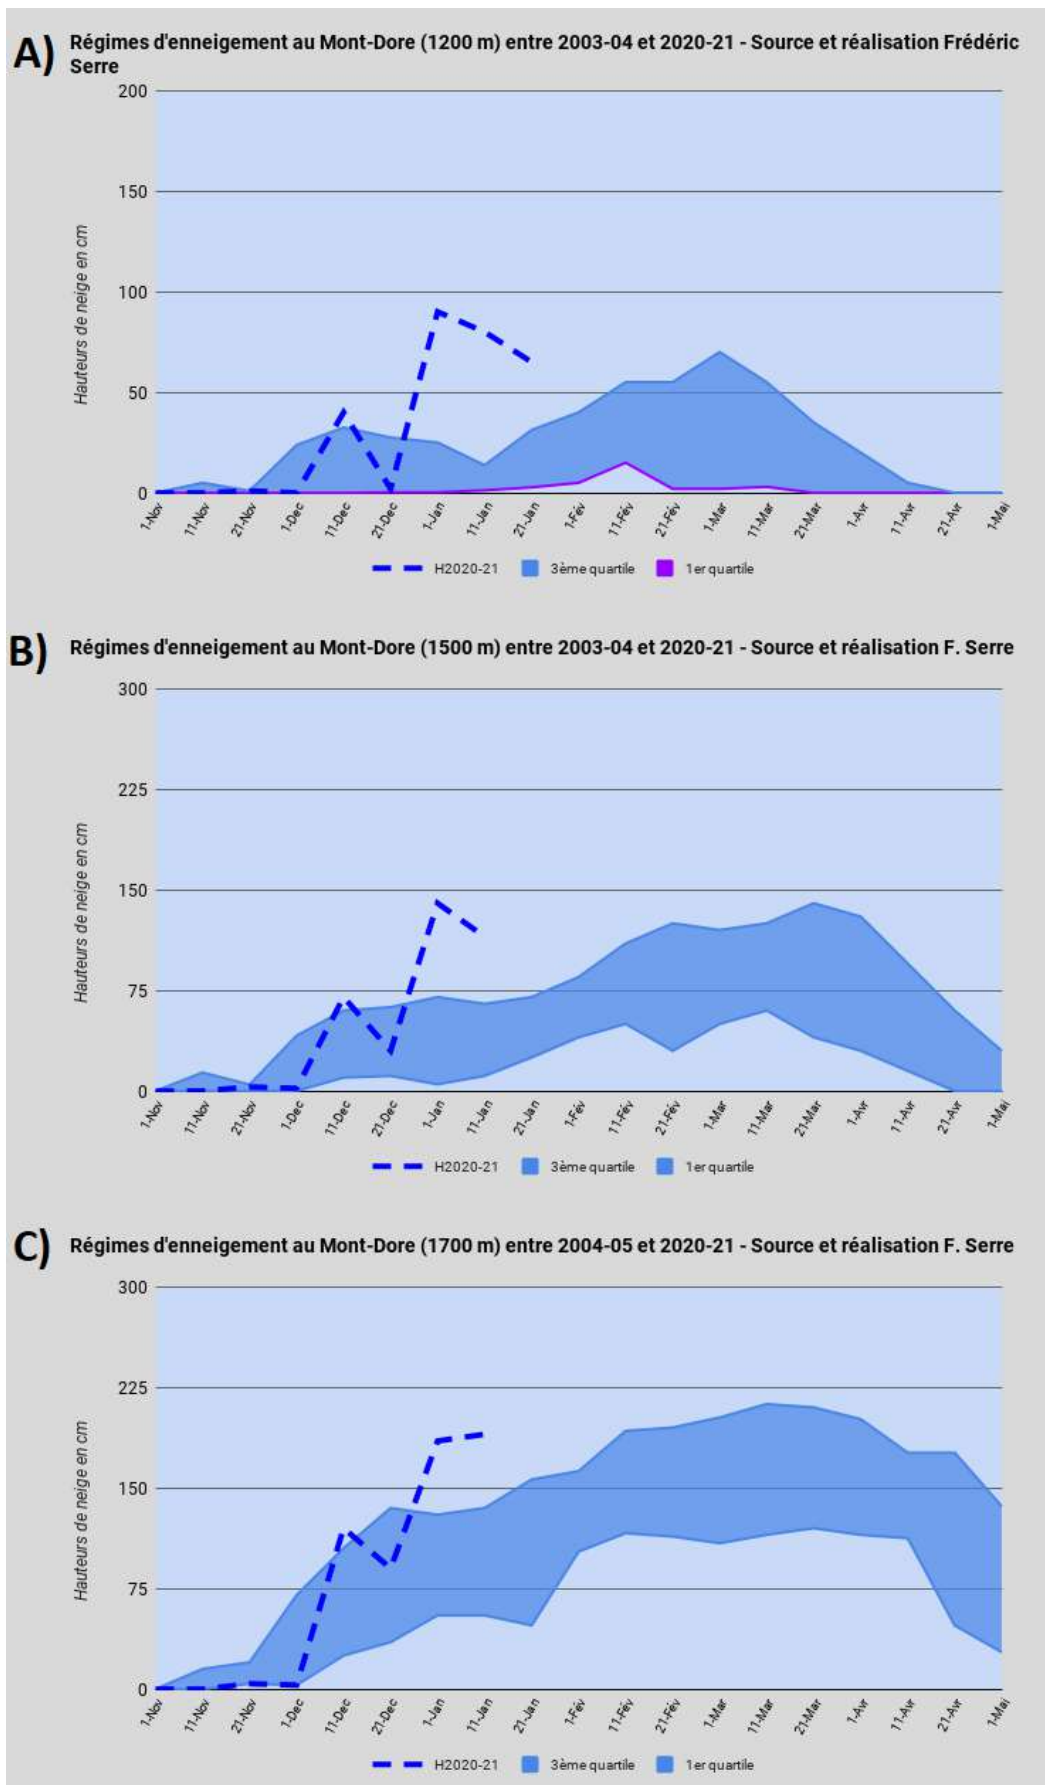 A)
Régimes d'enneigement au Mont-Dore (1200 m) entre 2003-04 et 2020-21 - Source et réalisation Frédéric
Serre
200
150
100
50
0
Hauteurs de neige en cm
1-Nov
11-Nov
21-Nov
1-Dec
11-Dec
21-Dec
1-Jan
11-Jan
21-Jan
1-Fév
11-Fév
21-Fév
1-Mar
11-Mar
21-Mar
1-Avr
11-Avr
21-Avr
1-Mai
H2020-21 3ème quartile 1er quartile
B)
Régimes d'enneigement au Mont-Dore (1500 m) entre 2003-04 et 2020-21 - Source et réalisation F. Serre
300
225
150
75
0
Hauteurs de neige en cm
1-Nov
11-Nov
21-Nov
1-Dec
11-Dec
21-Dec
1-Jan
11-Jan
21-Jan
1-Fév
11-Fév
21-Fév
1-Mar
11-Mar
21-Mar
1-Avr
11-Avr
21-Avr
1-Mai
H2020-21 3ème quartile 1er quartile
C)
Régimes d'enneigement au Mont-Dore (1700 m) entre 2004-05 et 2020-21 - Source et réalisation F. Serre
300
225
150
75
0
Hauteurs de neige en cm
1-Nov
11-Nov
21-Nov
1-Dec
11-Dec
21-Dec
1-Jan
11-Jan
21-Jan
1-Fév
11-Fév
21-Fév
1-Mar
11-Mar
21-Mar
1-Avr
11-Avr
21-Avr
1-Mai
H2020-21 3ème quartile 1er quartile